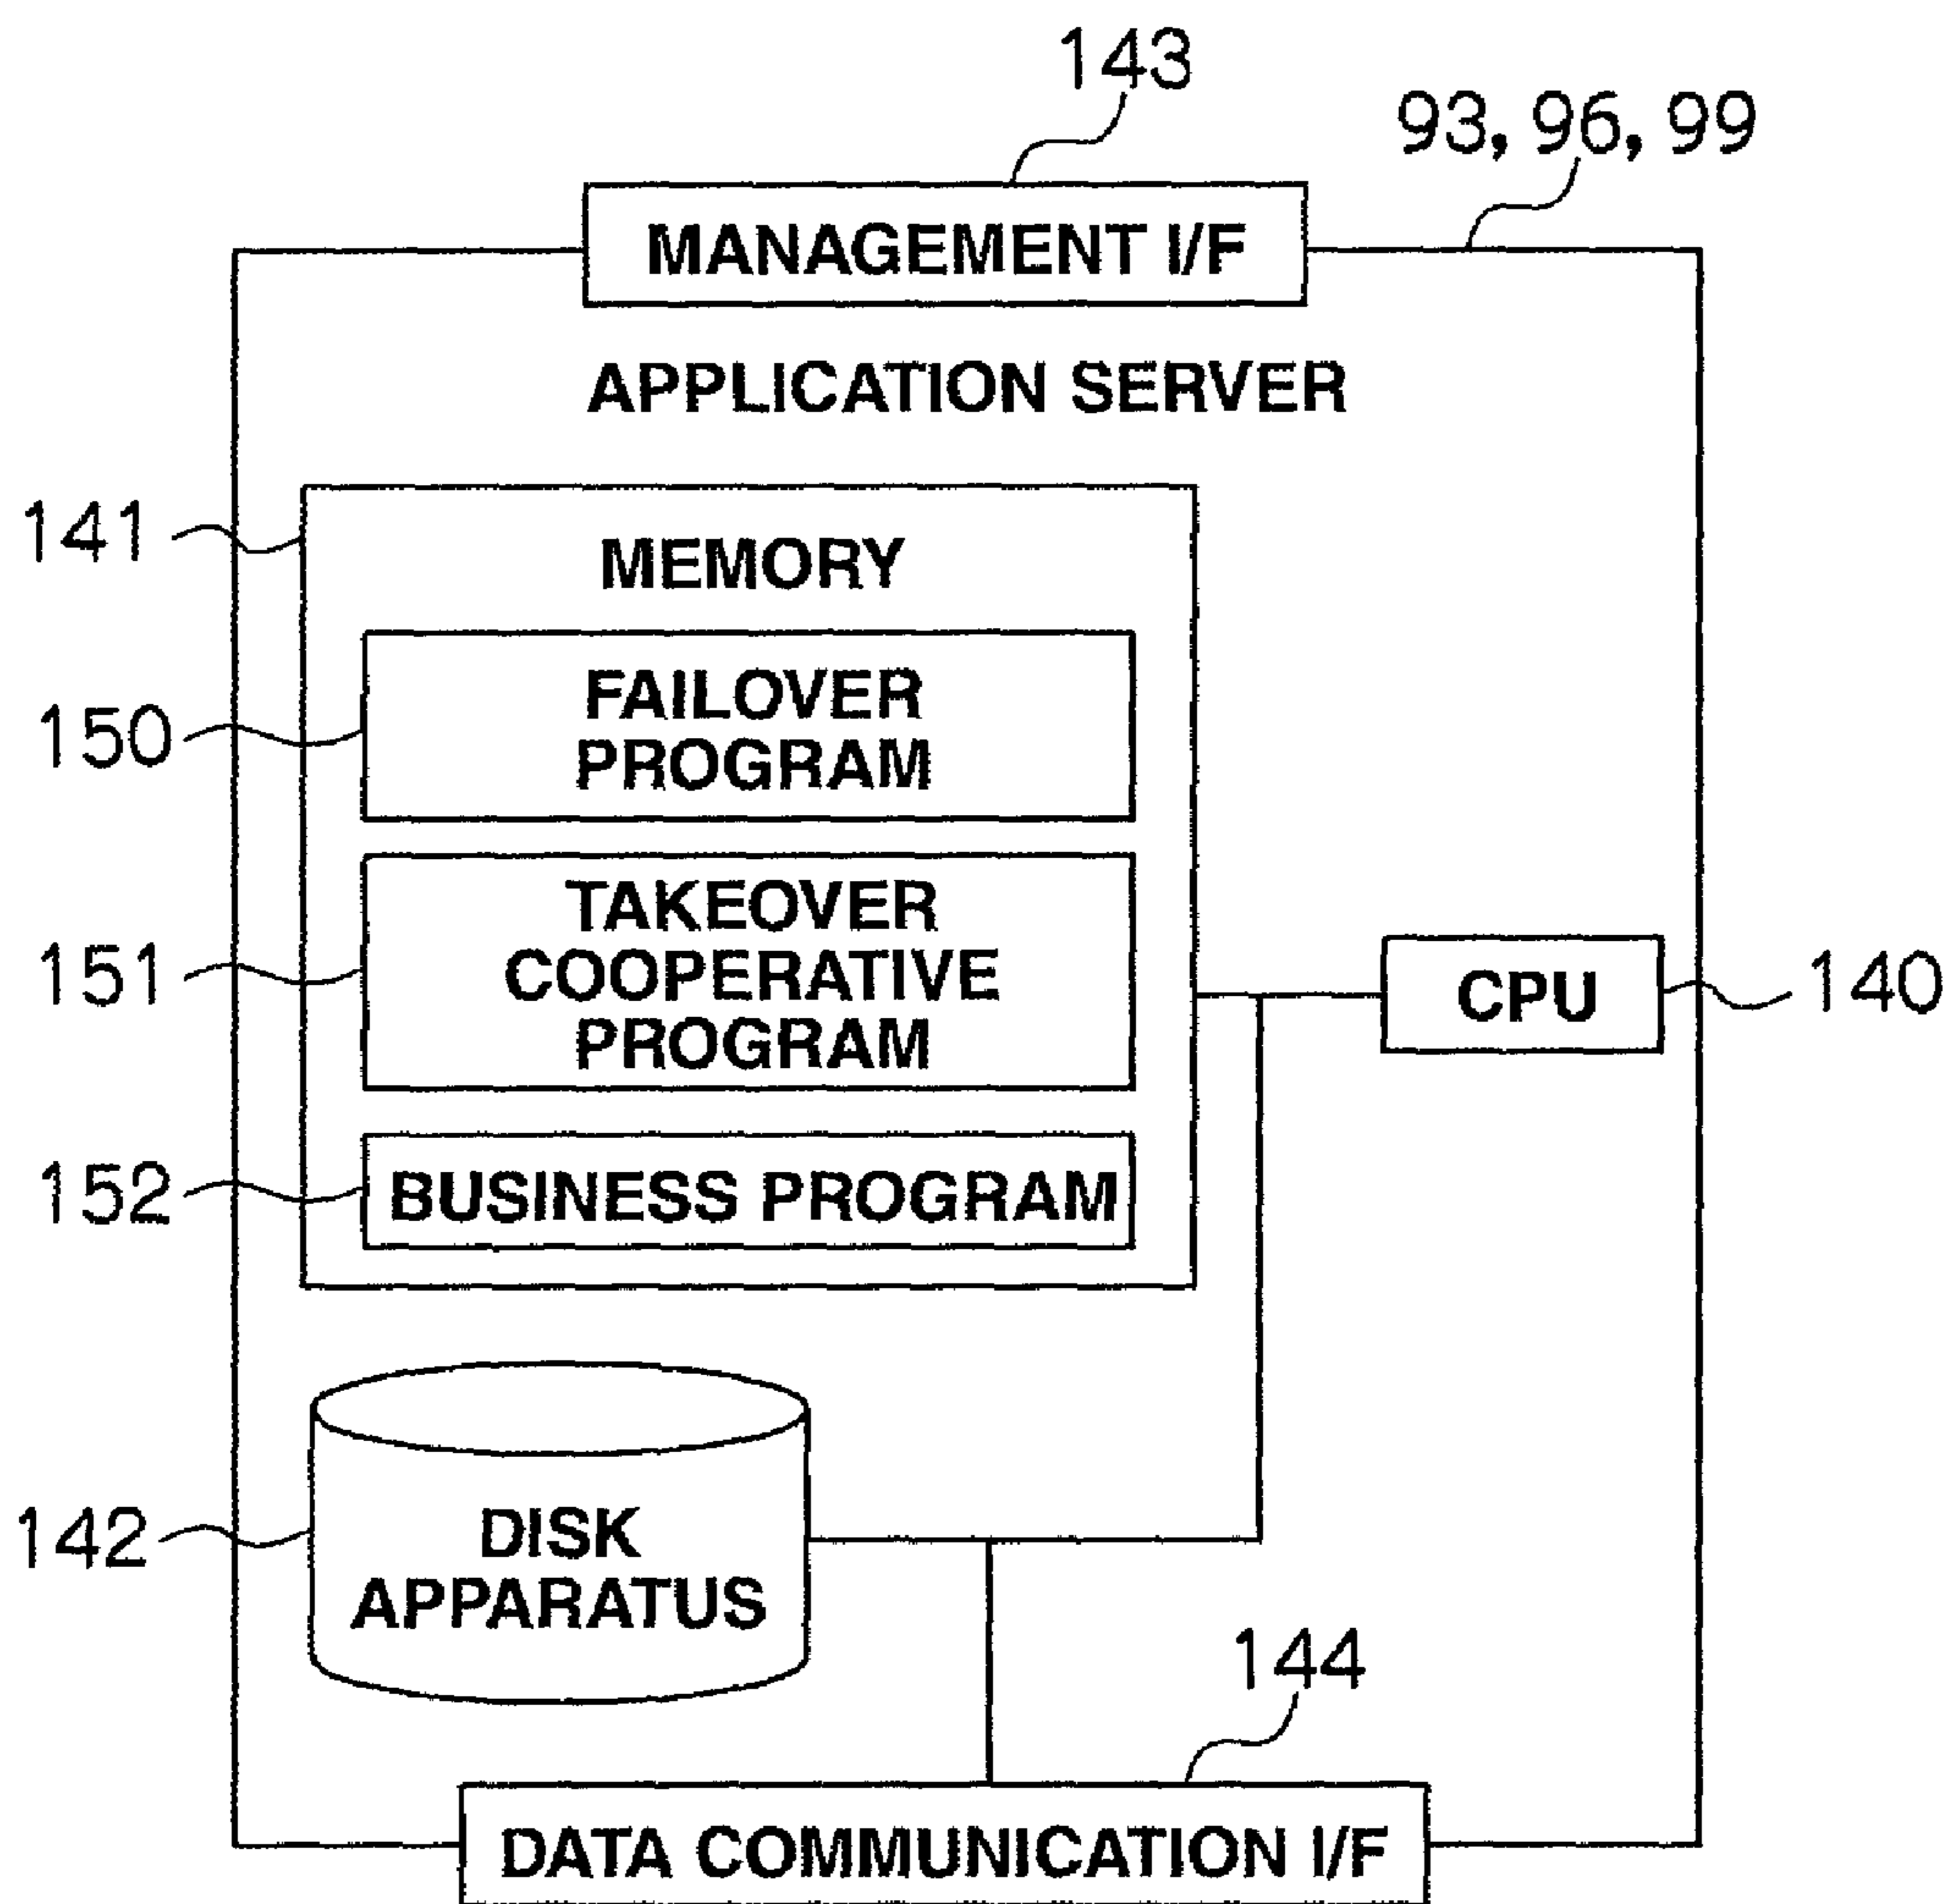 143
93, 96, 99
MANAGEMENT I/F
APPLICATION SERVER
141
MEMORY
150
FAILOVER
PROGRAM
151
TAKEOVER
COOPERATIVE
PROGRAM
CPU
140
152
BUSINESS PROGRAM
142
DISK
APPARATUS
144
DATA COMMUNICATION I/F